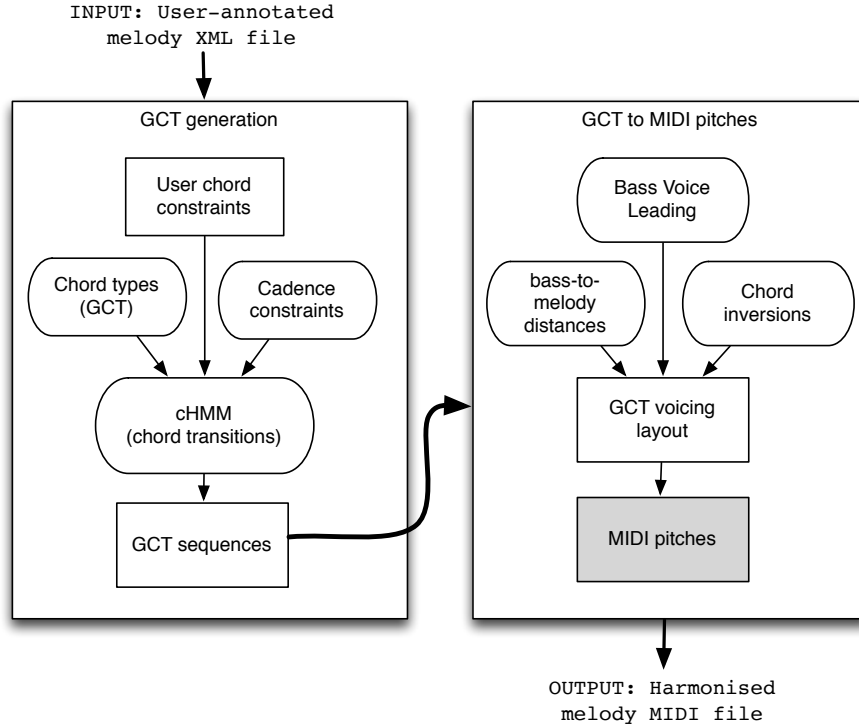 INPUT: User-annotated
melody XML file
GCT generation
User chord
constraints
Chord types
(GCT)
Cadence
constraints
cHMM
(chord transitions)
GCT sequences
GCT to MIDI pitches
Bass Voice
Leading
bass-to-
melody
distances
Chord
inversions
GCT voicing
layout
MIDI pitches
OUTPUT: Harmonised
melody MIDI file